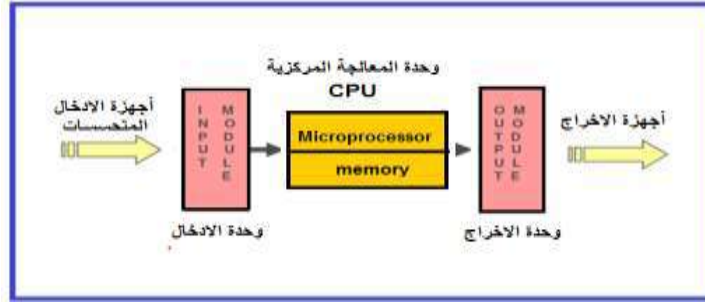 وحدة المعالجة المركزية
CPU
أجهزة الادخال
المتحسسات
INPUT
MODULE
Microprocessor
memory
OUTPUT
MODULE
أجهزة الاخراج
وحدة الادخال
وحدة الاخراج